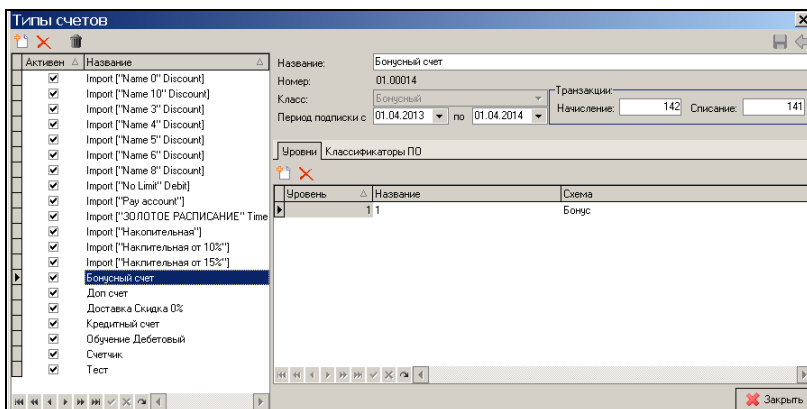 Типы счетов
Активен Название
Import ["Name 0" Discount]
Import ["Name 10" Discount]
Import ["Name 3" Discount]
Import ["Name 4" Discount]
Import ["Name 5" Discount]
Import ["Name 6" Discount]
Import ["Name 8" Discount]
Import ["No Limit" Debit]
Import ["Pay account"]
Import ["ЗОЛОТОЕ РАСПИСАНИЕ" Time
Import ["Накопительная"]
Import ["Накпительная от 10%"]
Import ["Накпительная от 15%"]
Бонусный счет
Доп счет
Доставка Скидка 0%
Кредитный счет
Обучение Дебетовый
Счетчик
Тест
Название: Бонусный счет
Номер: 01.00014
Класс: Бонусный
Период подписки с 01.04.2013 по 01.04.2014
Транзакции:
Начисление: 142 Списание: 141
Уровни Классификаторы ПО
Уровень Название Схема
1 1 Бонус
Закрыть